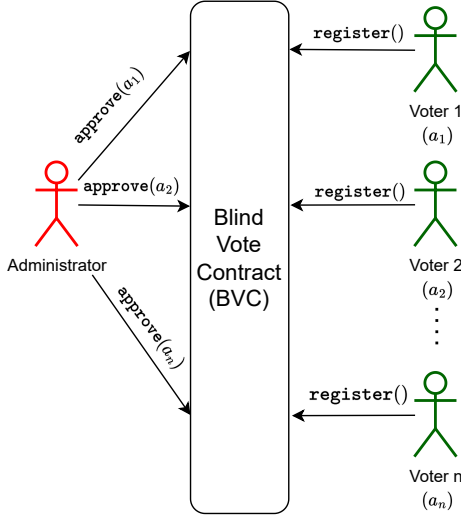 register()
Voter 1
(a₁)
approve(a₁)
approve(a₂)
register()
Administrator
Blind
Vote
Contract
(BVC)
Voter 2
(a₂)
approve(aₙ)
register()
Voter n
(aₙ)